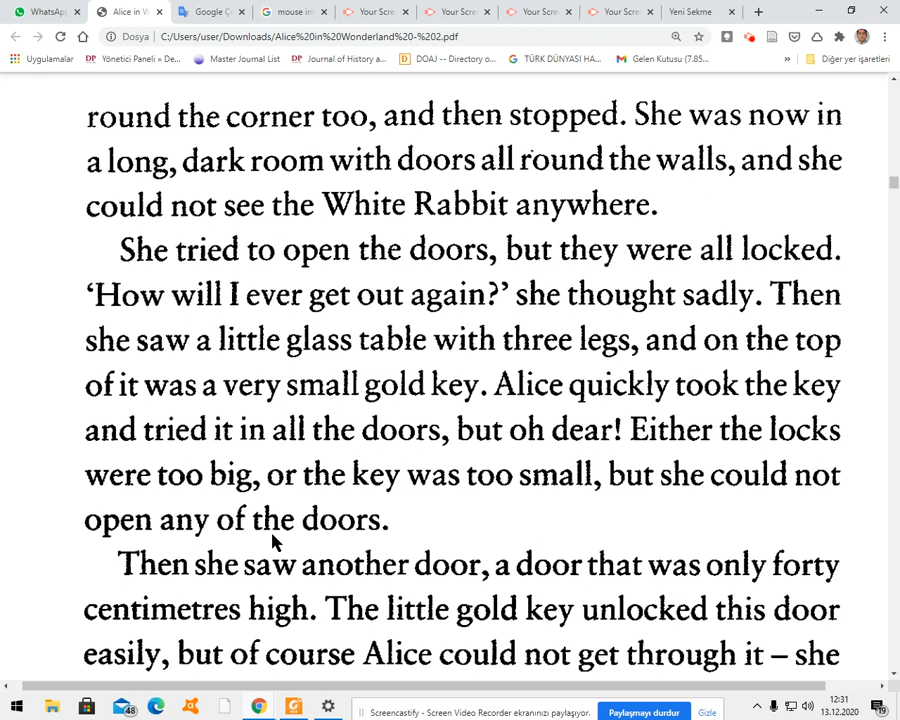 WhatsApp
Alice in W
Google Ç
mouse im
Your Scre
Your Scre
Your Scre
Your Scre
Yeni Sekme
Dosya | C:/Users/user/Downloads/Alice%20in%20Wonderland%20-%202.pdf
Uygulamalar
Yönetici Paneli » De...
Master Journal List
Journal of History a...
DOAJ -- Directory o...
TÜRK DÜNYASI HA...
Gelen Kutusu (7.85...
»
Diğer yer işaretleri
round the corner too, and then stopped. She was now in
a long, dark room with doors all round the walls, and she
could not see the White Rabbit anywhere.
She tried to open the doors, but they were all locked.
‘How will I ever get out again?’ she thought sadly. Then
she saw a little glass table with three legs, and on the top
of it was a very small gold key. Alice quickly took the key
and tried it in all the doors, but oh dear! Either the locks
were too big, or the key was too small, but she could not
open any of the doors.
Then she saw another door, a door that was only forty
centimetres high. The little gold key unlocked this door
easily, but of course Alice could not get through it – she
48
Screencastify - Screen Video Recorder ekranınızı paylaşıyor.
Paylaşmayı durdur
Gizle
12:31
13.12.2020
19